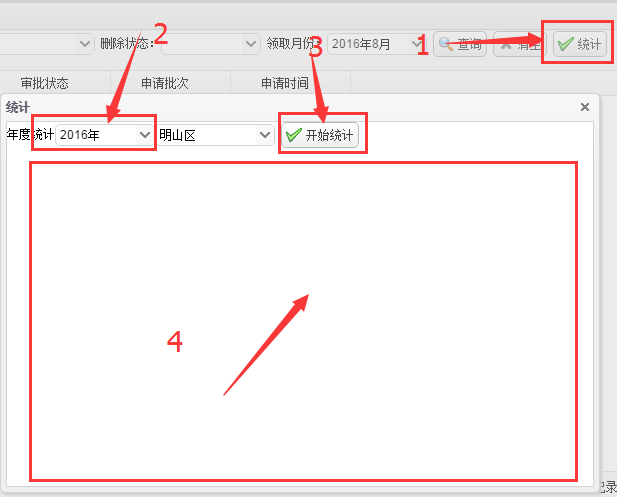 删除状态： 2 领取月份： 3 2016年8月 1 查询 清空 统计
审批状态 申请批次 申请时间
统计
年度统计 2016年 明山区 开始统计
4
记录